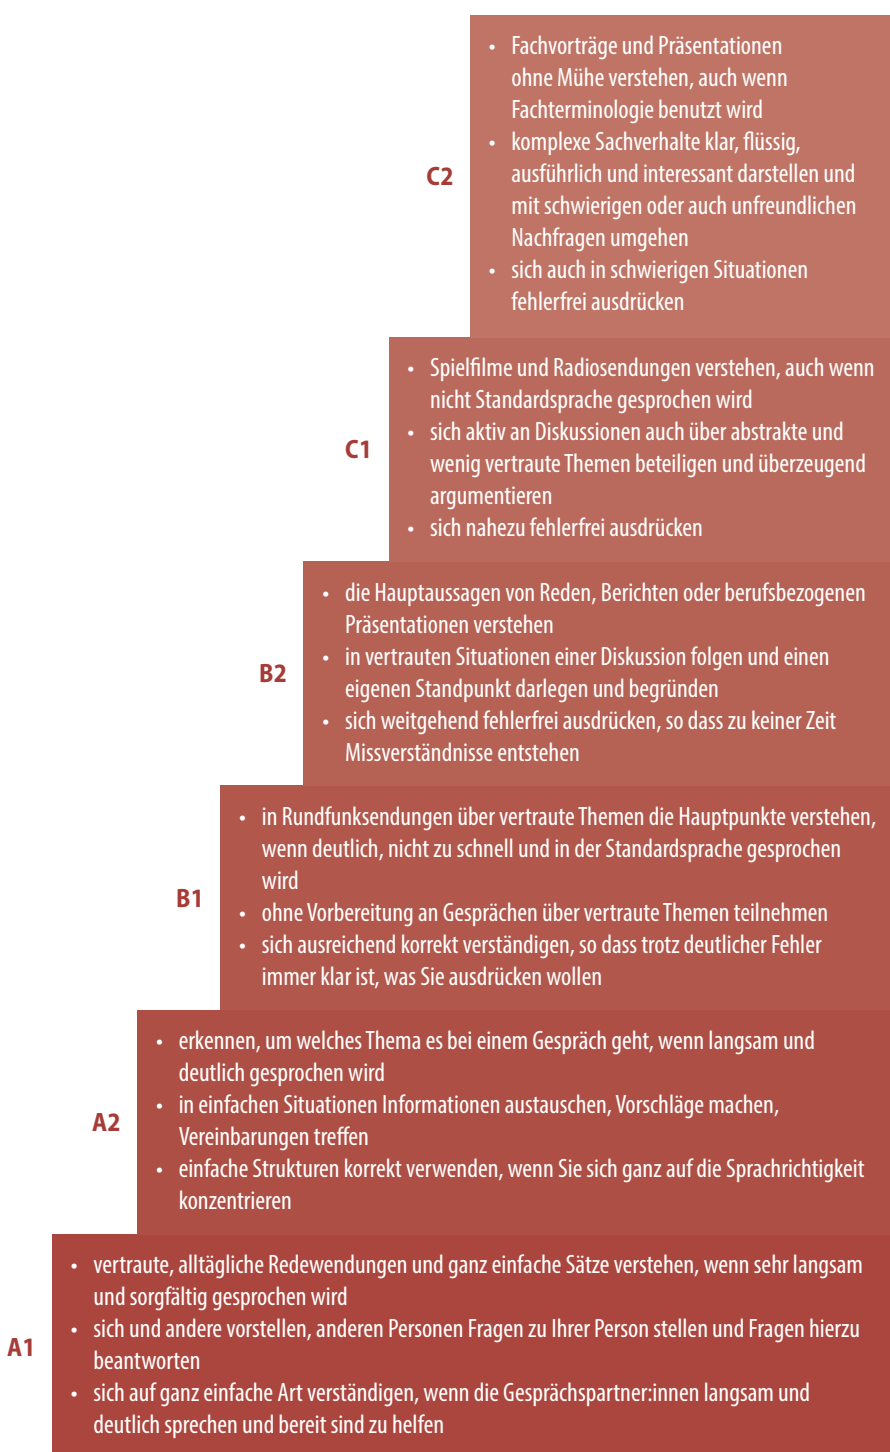 • Fachvorträge und Präsentationen
ohne Mühe verstehen, auch wenn
Fachterminologie benutzt wird
• komplexe Sachverhalte klar, flüssig,
ausführlich und interessant darstellen und
mit schwierigen oder auch unfreundlichen
Nachfragen umgehen
• sich auch in schwierigen Situationen
fehlerfrei ausdrücken
C2
• Spielfilme und Radiosendungen verstehen, auch wenn
nicht Standardsprache gesprochen wird
• sich aktiv an Diskussionen auch über abstrakte und
wenig vertraute Themen beteiligen und überzeugend
argumentieren
• sich nahezu fehlerfrei ausdrücken
C1
• die Hauptaussagen von Reden, Berichten oder berufsbezogenen
Präsentationen verstehen
• in vertrauten Situationen einer Diskussion folgen und einen
eigenen Standpunkt darlegen und begründen
• sich weitgehend fehlerfrei ausdrücken, so dass zu keiner Zeit
Missverständnisse entstehen
B2
• in Rundfunksendungen über vertraute Themen die Hauptpunkte verstehen,
wenn deutlich, nicht zu schnell und in der Standardsprache gesprochen
wird
• ohne Vorbereitung an Gesprächen über vertraute Themen teilnehmen
• sich ausreichend korrekt verständigen, so dass trotz deutlicher Fehler
immer klar ist, was Sie ausdrücken wollen
B1
• erkennen, um welches Thema es bei einem Gespräch geht, wenn langsam und
deutlich gesprochen wird
• in einfachen Situationen Informationen austauschen, Vorschläge machen,
Vereinbarungen treffen
• einfache Strukturen korrekt verwenden, wenn Sie sich ganz auf die Sprachrichtigkeit
konzentrieren
A2
• vertraute, alltägliche Redewendungen und ganz einfache Sätze verstehen, wenn sehr langsam
und sorgfältig gesprochen wird
• sich und andere vorstellen, anderen Personen Fragen zu Ihrer Person stellen und Fragen hierzu
beantworten
• sich auf ganz einfache Art verständigen, wenn die Gesprächspartner:innen langsam und
deutlich sprechen und bereit sind zu helfen
A1